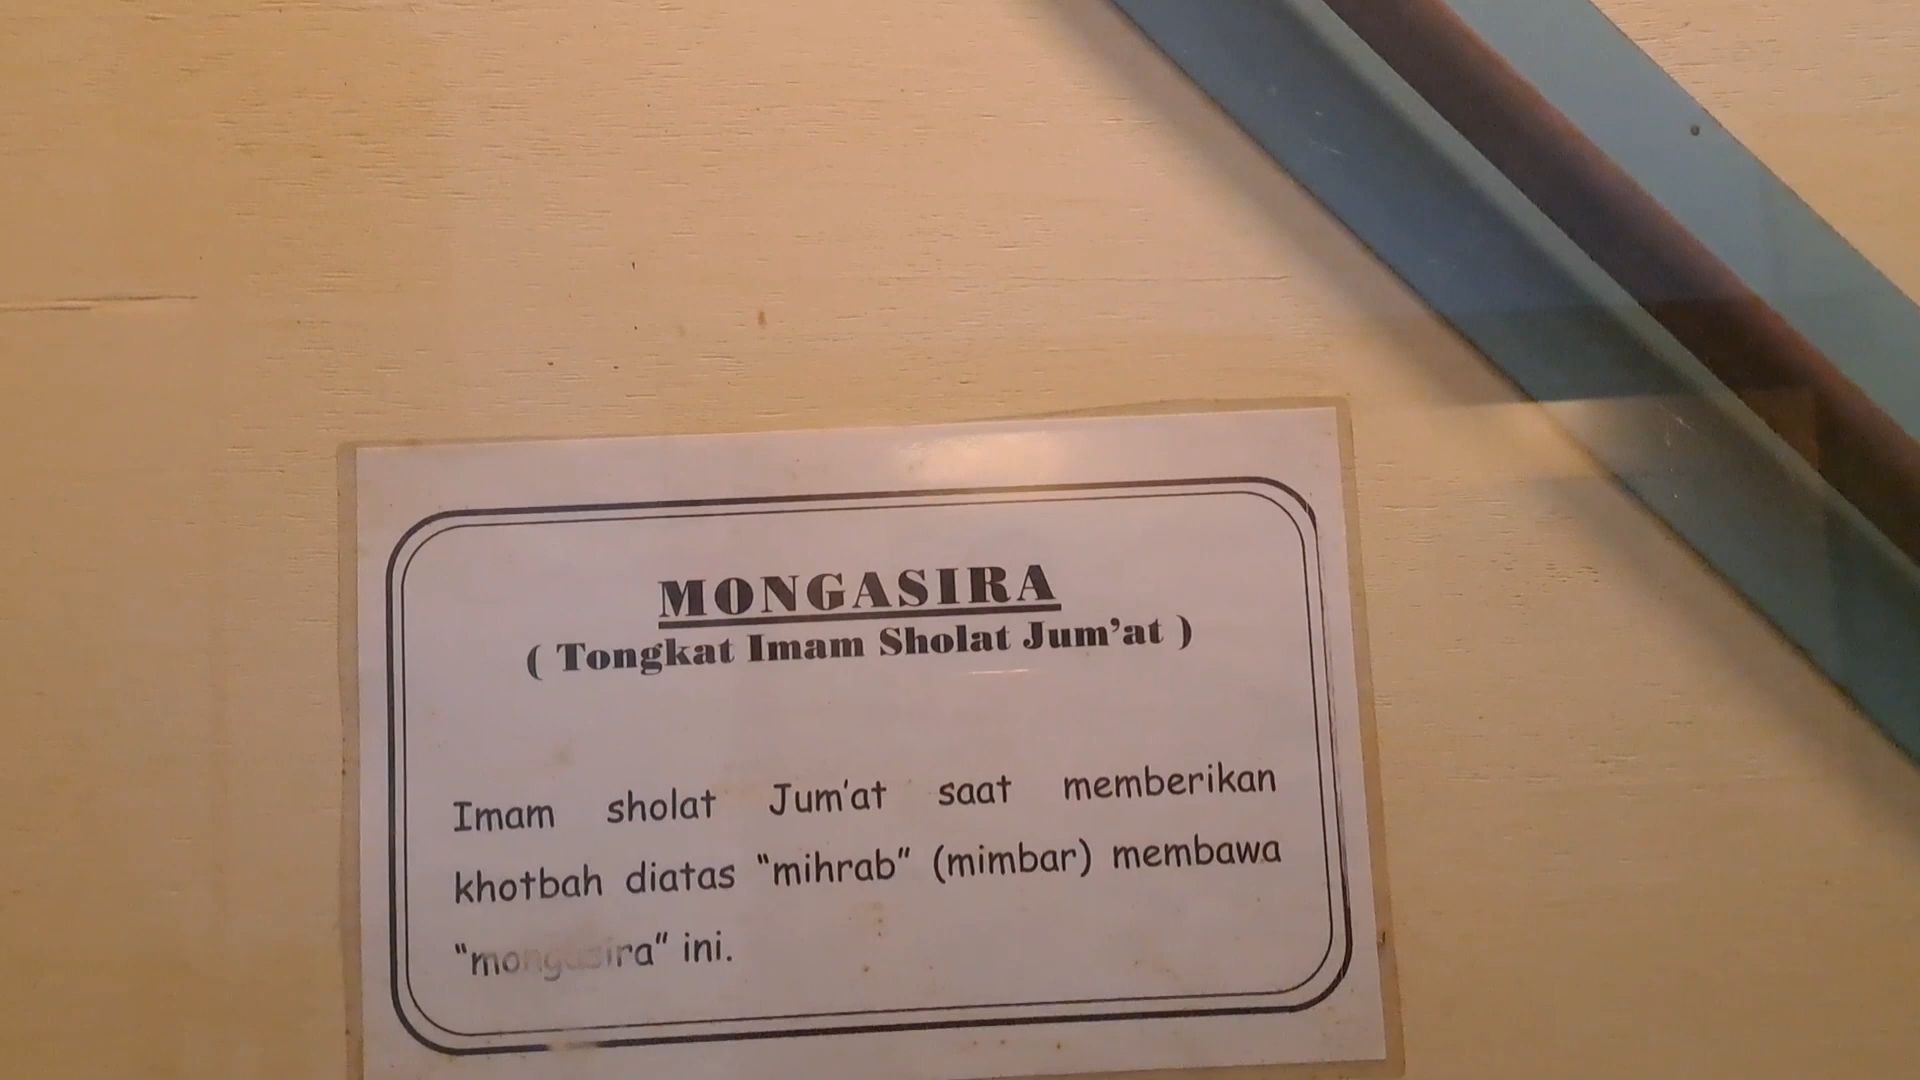 MONGASIRA
( Tongkat Imam Sholat Jum'at )
Imam sholat Jum'at saat memberikan
khotbah diatas "mihrab" (mimbar) membawa
"mongasira" ini.